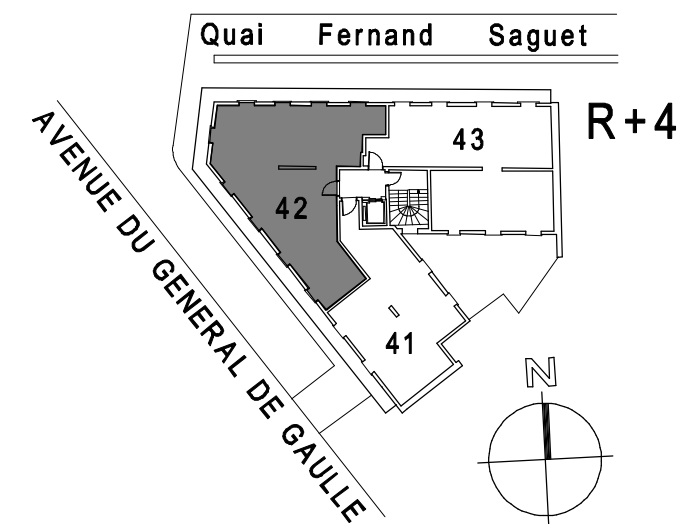 Quai Fernand Saguet
R+4
43
42
41
AVENUE DU GENERAL DE GAULLE
N